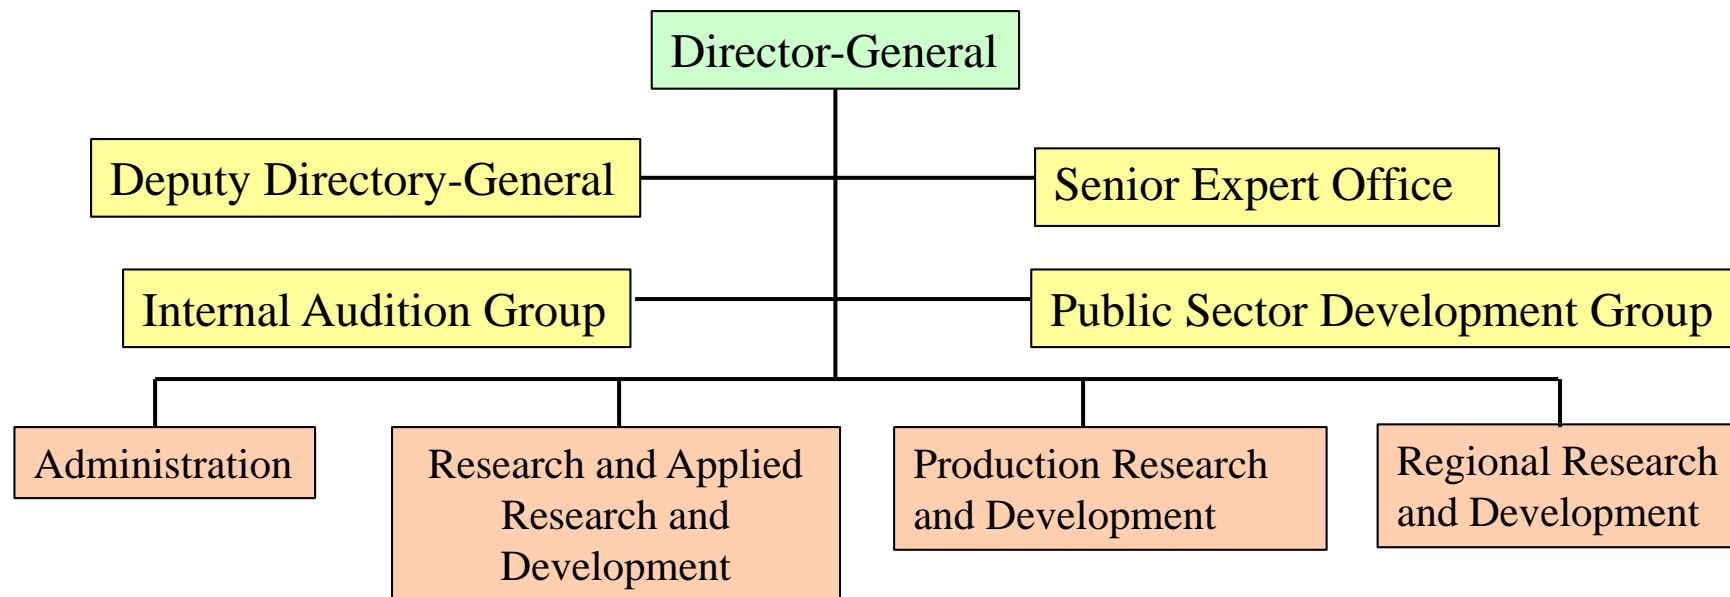 Director-General
Deputy Directory-General
Senior Expert Office
Internal Audition Group
Public Sector Development Group
Administration
Research and Applied
Research and
Development
Production Research
and Development
Regional Research
and Development